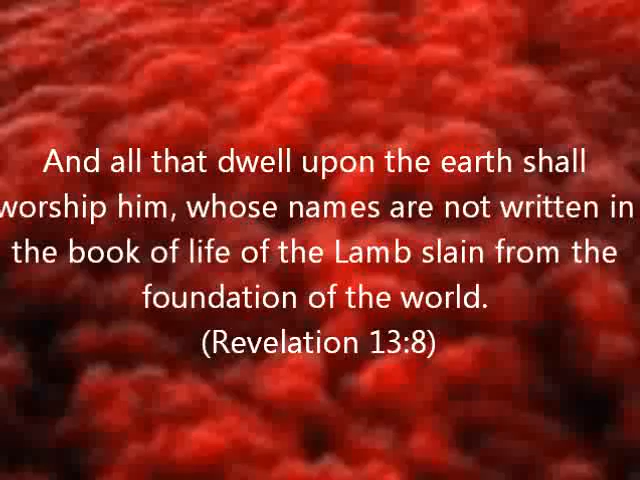 And all that dwell upon the earth shall
worship him, whose names are not written in
the book of life of the Lamb slain from the
foundation of the world.
(Revelation 13:8)